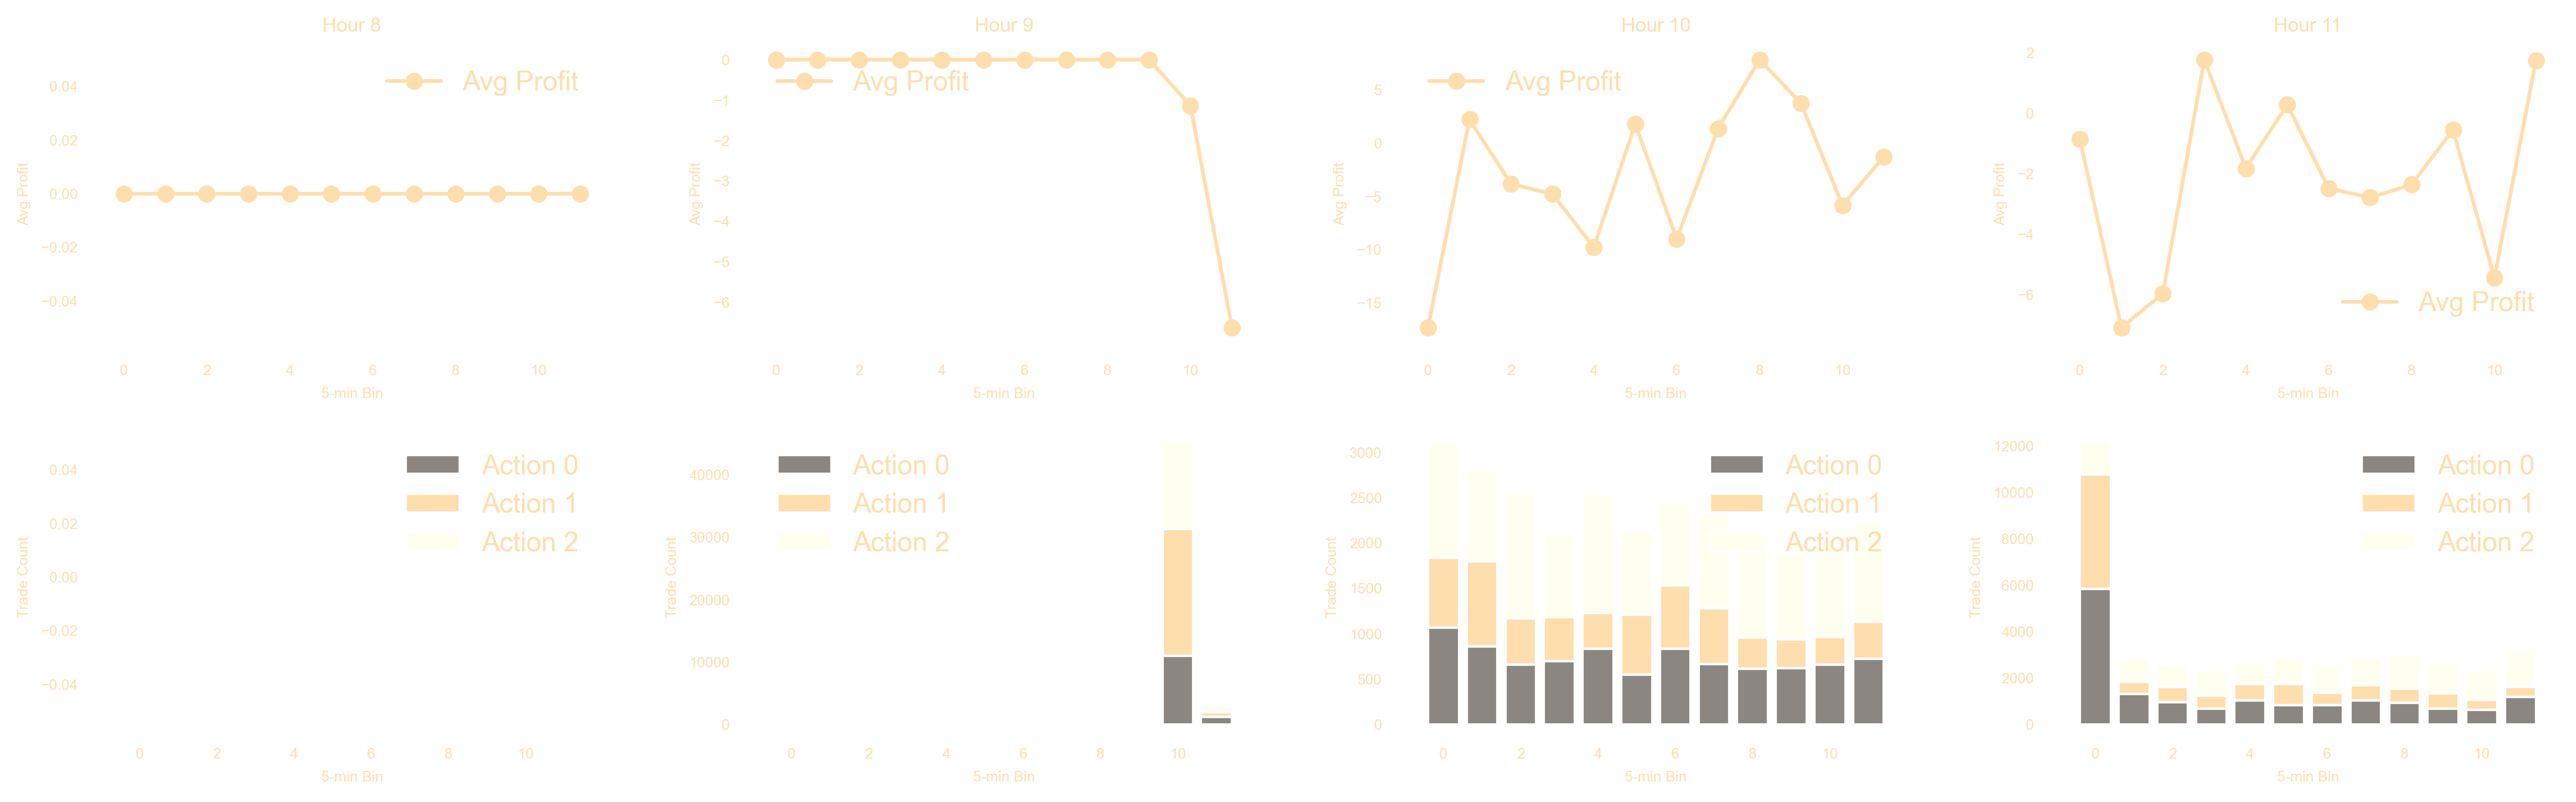 Hour 8
Avg Profit
0.04
0.02
0.00
−0.02
−0.04
Avg Profit
0 2 4 6 8 10
5-min Bin
Hour 9
Avg Profit
0
−1
−2
−3
−4
−5
−6
Avg Profit
0 2 4 6 8 10
5-min Bin
Hour 10
Avg Profit
5
0
−5
−10
−15
Avg Profit
0 2 4 6 8 10
5-min Bin
Hour 11
2
0
−2
−4
−6
Avg Profit
Avg Profit
0 2 4 6 8 10
5-min Bin
Action 0
Action 1
Action 2
0.04
0.02
0.00
−0.02
−0.04
Trade Count
0 2 4 6 8 10
5-min Bin
Action 0
Action 1
Action 2
40000
30000
20000
10000
0
Trade Count
0 2 4 6 8 10
5-min Bin
Action 0
Action 1
Action 2
3000
2500
2000
1500
1000
500
0
Trade Count
0 2 4 6 8 10
5-min Bin
Action 0
Action 1
Action 2
12000
10000
8000
6000
4000
2000
0
Trade Count
0 2 4 6 8 10
5-min Bin